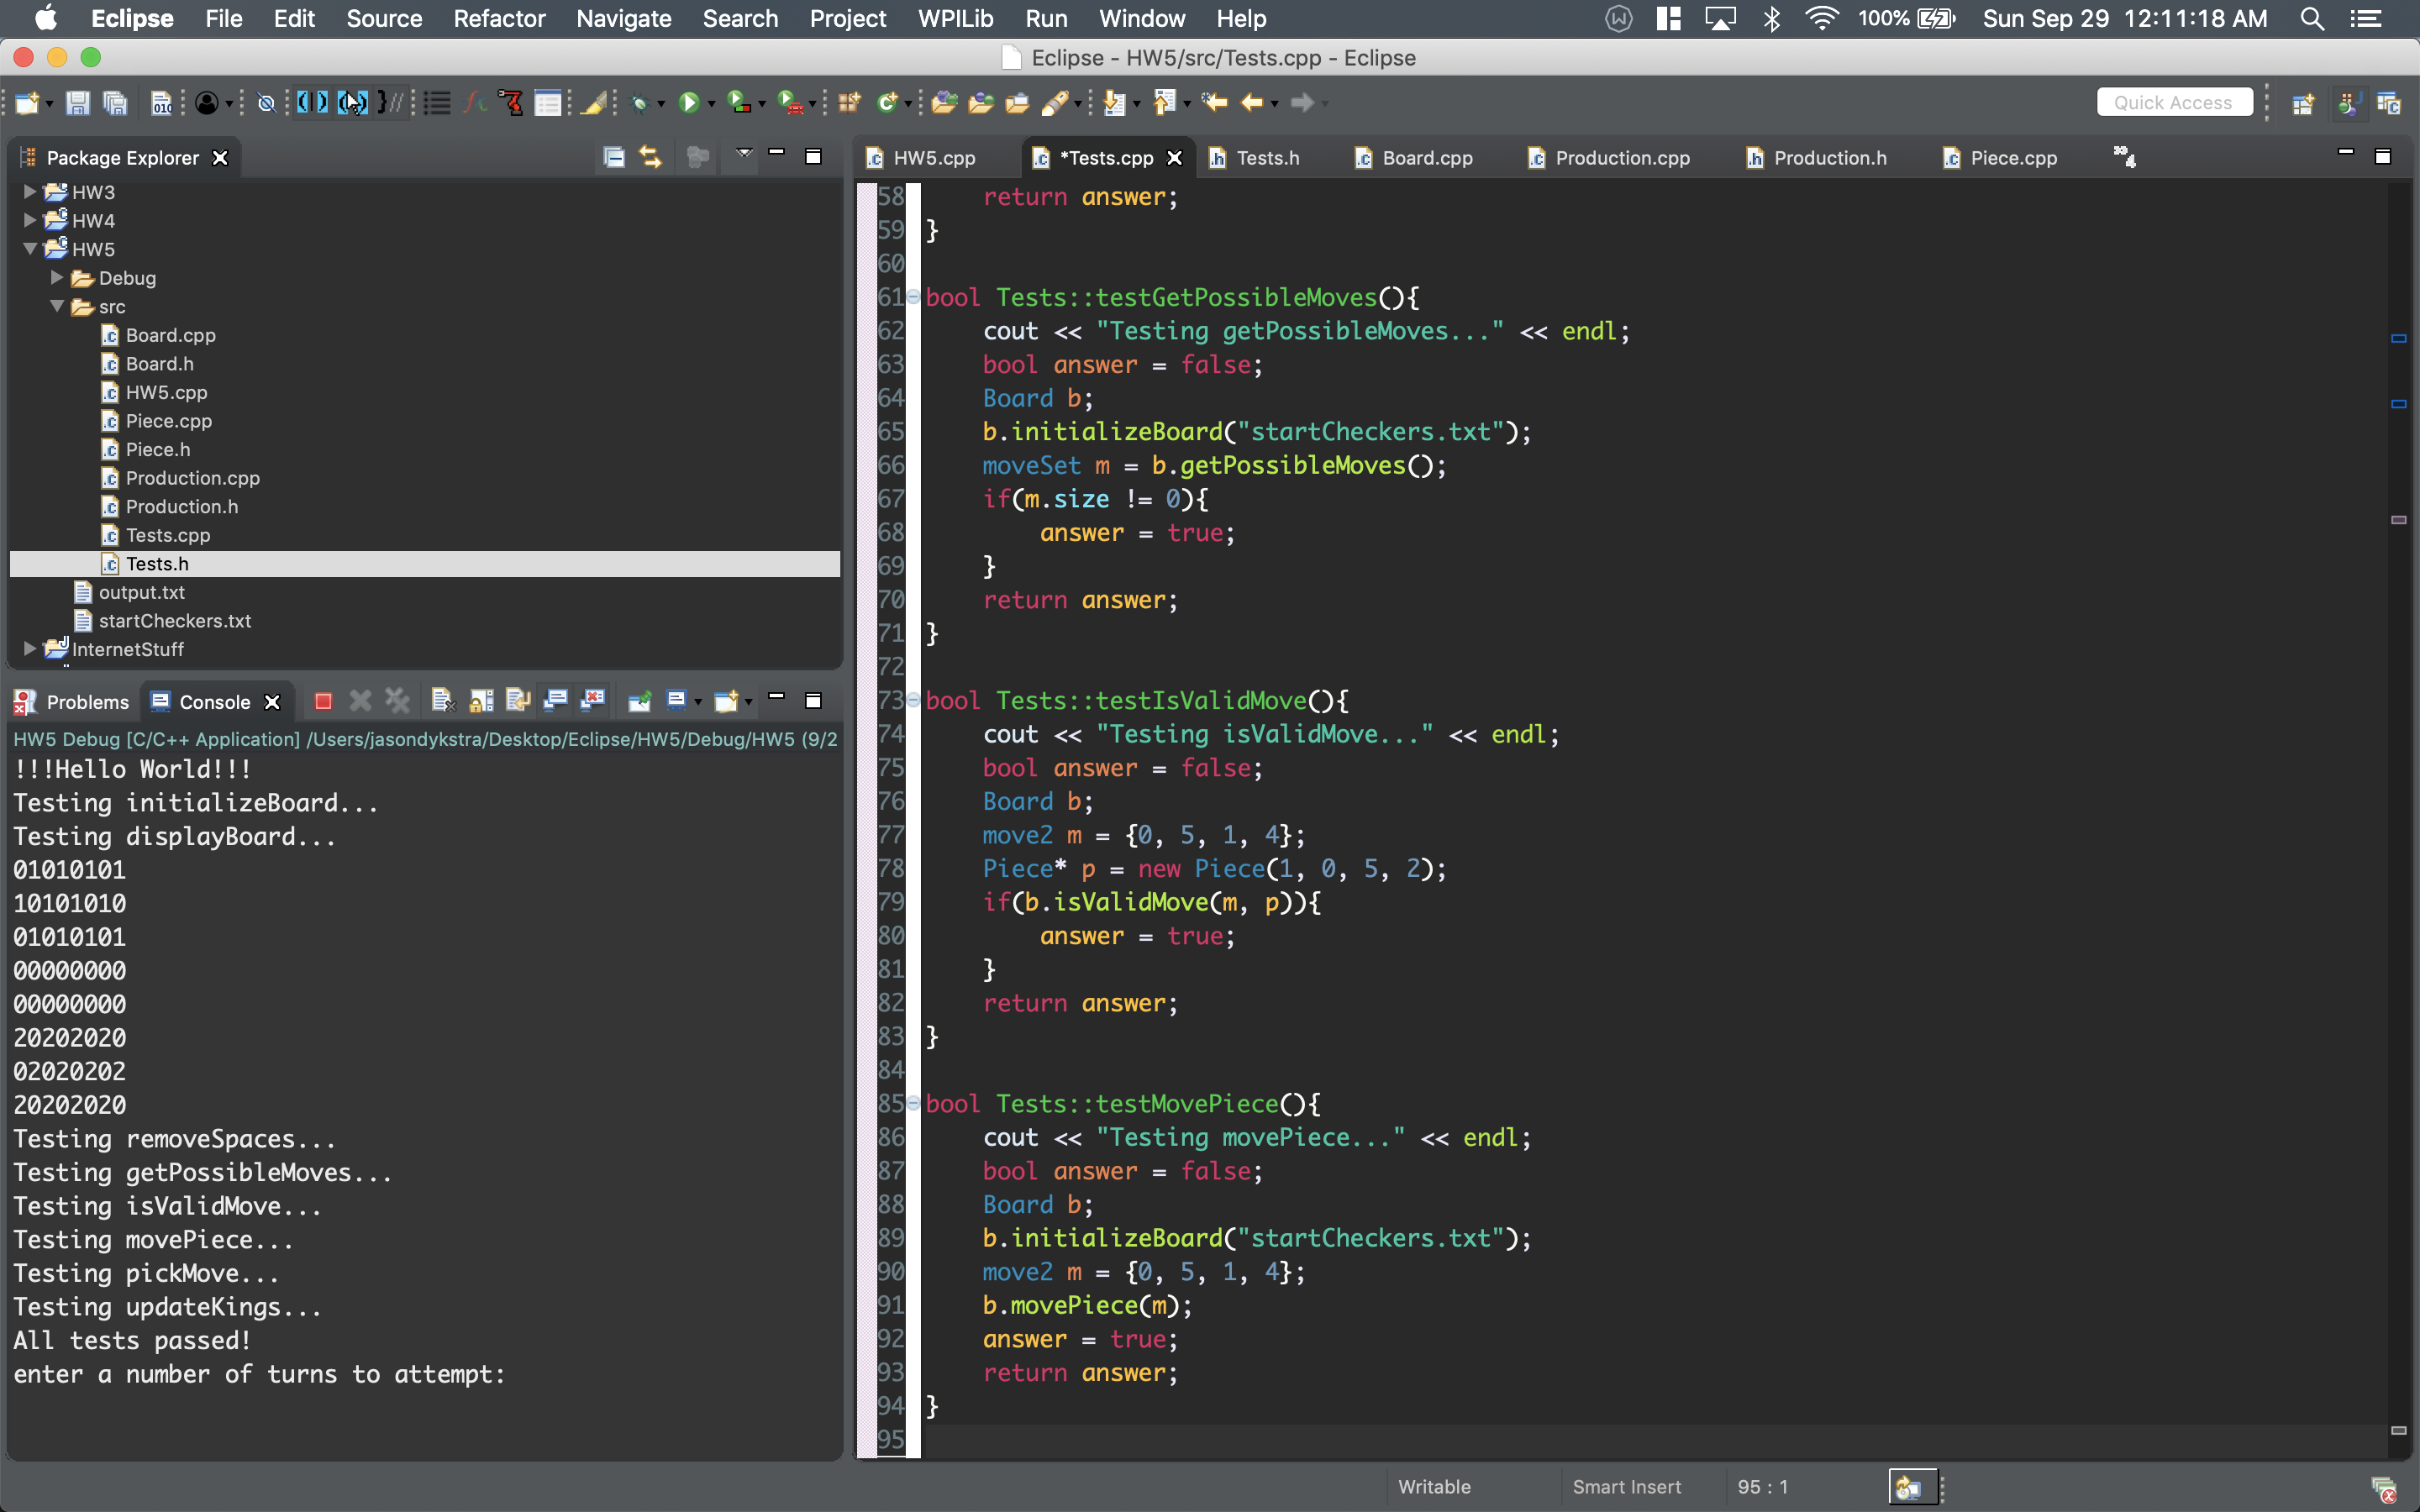 Eclipse File Edit Source Refactor Navigate Search Project WPILib Run Window Help 100% Sun Sep 29 12:11:18 AM
Eclipse - HW5/src/Tests.cpp - Eclipse
Quick Access
Package Explorer
HW3
HW4
HW5
Debug
src
Board.cpp
Board.h
HW5.cpp
Piece.cpp
Piece.h
Production.cpp
Production.h
Tests.cpp
Tests.h
output.txt
startCheckers.txt
InternetStuff
Problems Console
HW5 Debug [C/C++ Application] /Users/jasondykstra/Desktop/Eclipse/HW5/Debug/HW5 (9/2
!!!Hello World!!!
Testing initializeBoard...
Testing displayBoard...
01010101
10101010
01010101
00000000
00000000
20202020
02020202
20202020
Testing removeSpaces...
Testing getPossibleMoves...
Testing isValidMove...
Testing movePiece...
Testing pickMove...
Testing updateKings...
All tests passed!
enter a number of turns to attempt:
HW5.cpp *Tests.cpp Tests.h Board.cpp Production.cpp Production.h Piece.cpp 4
58 return answer;
59 }
60
61 bool Tests::testGetPossibleMoves(){
62 cout << "Testing getPossibleMoves..." << endl;
63 bool answer = false;
64 Board b;
65 b.initializeBoard("startCheckers.txt");
66 moveSet m = b.getPossibleMoves();
67 if(m.size != 0){
68 answer = true;
69 }
70 return answer;
71 }
72
73 bool Tests::testIsValidMove(){
74 cout << "Testing isValidMove..." << endl;
75 bool answer = false;
76 Board b;
77 move2 m = {0, 5, 1, 4};
78 Piece* p = new Piece(1, 0, 5, 2);
79 if(b.isValidMove(m, p)){
80 answer = true;
81 }
82 return answer;
83 }
84
85 bool Tests::testMovePiece(){
86 cout << "Testing movePiece..." << endl;
87 bool answer = false;
88 Board b;
89 b.initializeBoard("startCheckers.txt");
90 move2 m = {0, 5, 1, 4};
91 b.movePiece(m);
92 answer = true;
93 return answer;
94 }
95
Writable Smart Insert 95 : 1